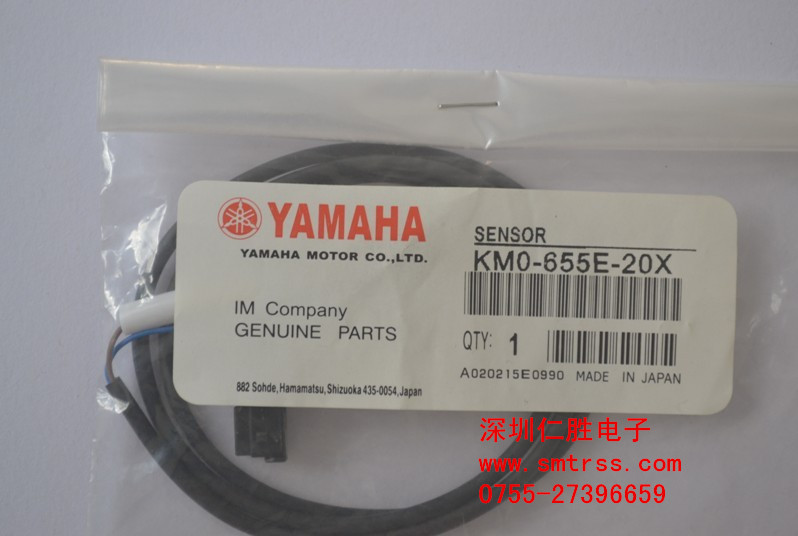 YAMAHA
YAMAHA MOTOR CO.,LTD.
IM Company
GENUINE PARTS
882 Sohde, Hamamatsu, Shizuoka 435-0054, Japan
SENSOR
KM0-655E-20X
QTY: 1
A020215E0990 MADE IN JAPAN
深圳仁胜电子
www.smtrss.com
0755-27396659